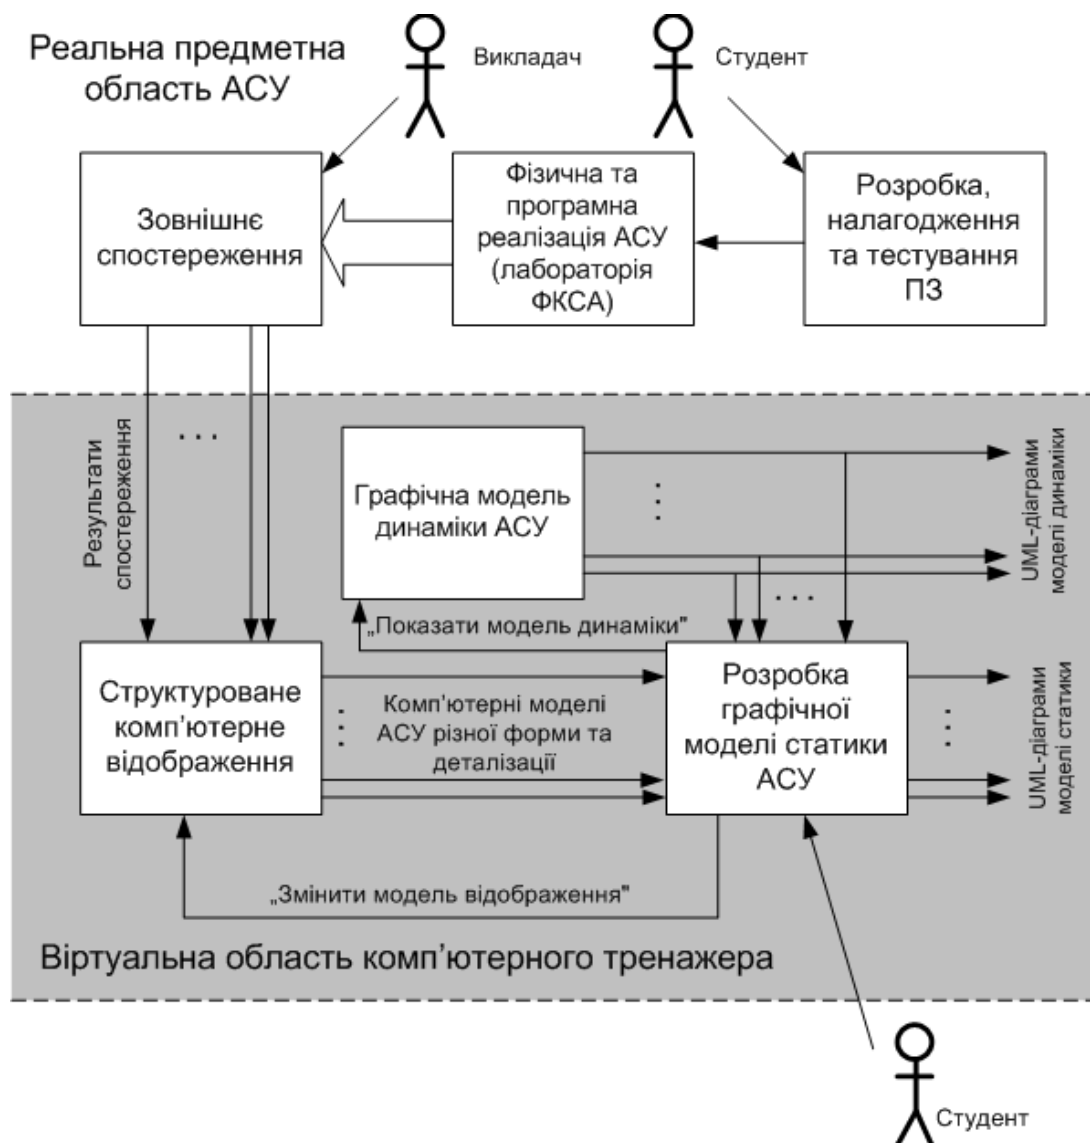 Реальна предметна
область АСУ
Викладач
Студент
Зовнішнє
спостереження
Фізична та
програмна
реалізація АСУ
(лабораторія
ФКСА)
Розробка,
налагодження
та тестування
ПЗ
Результати
спостереження
. . .
Графічна модель
динаміки АСУ
. . .
UML-діаграми
моделі динаміки
. . .
„Показати модель динаміки"
Структуроване
комп’ютерне
відображення
. . .
Комп'ютерні моделі
АСУ різної форми та
деталізації
Розробка
графічної
моделі статики
АСУ
. . .
UML-діаграми
моделі статики
„Змінити модель відображення"
Віртуальна область комп’ютерного тренажера
Студент